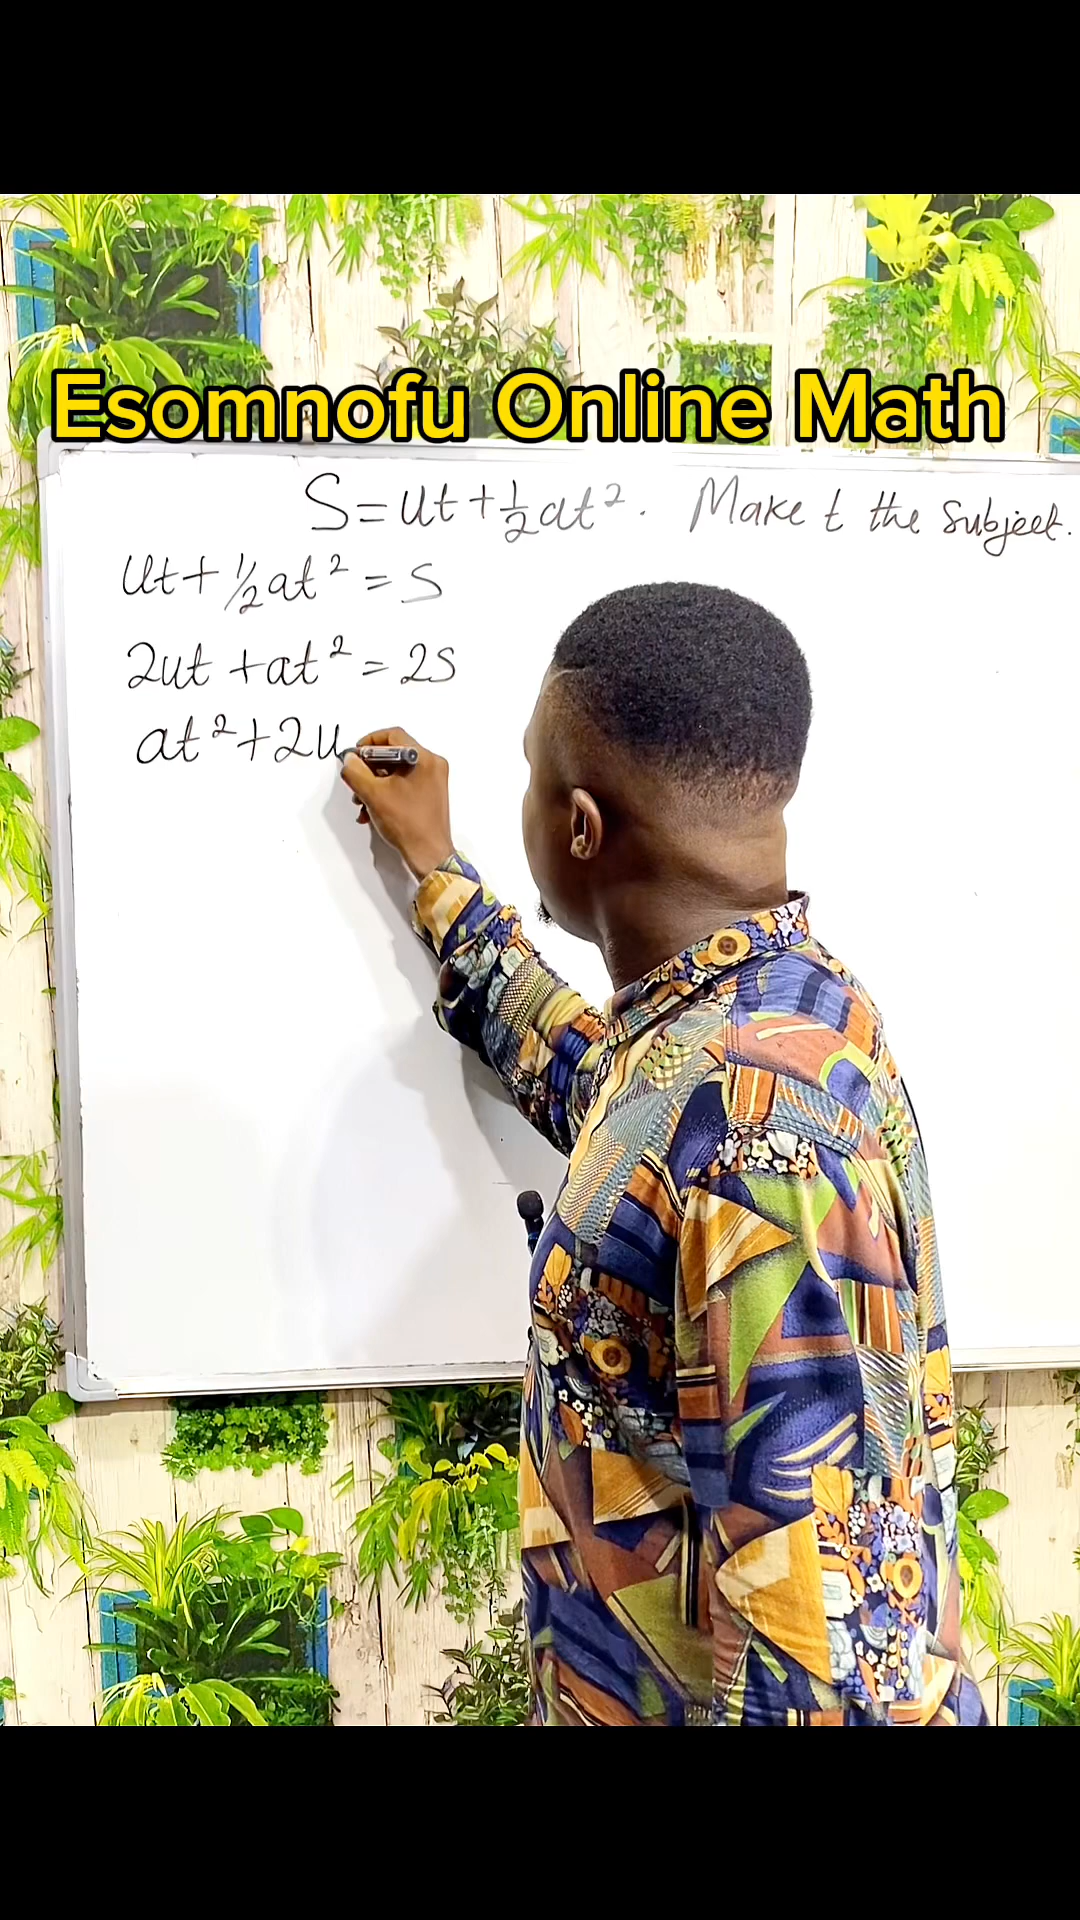 Esomnofu Online Math
S = ut + ½at². Make t the subject.
ut + ½at² = S
2ut + at² = 2S
at² + 2u